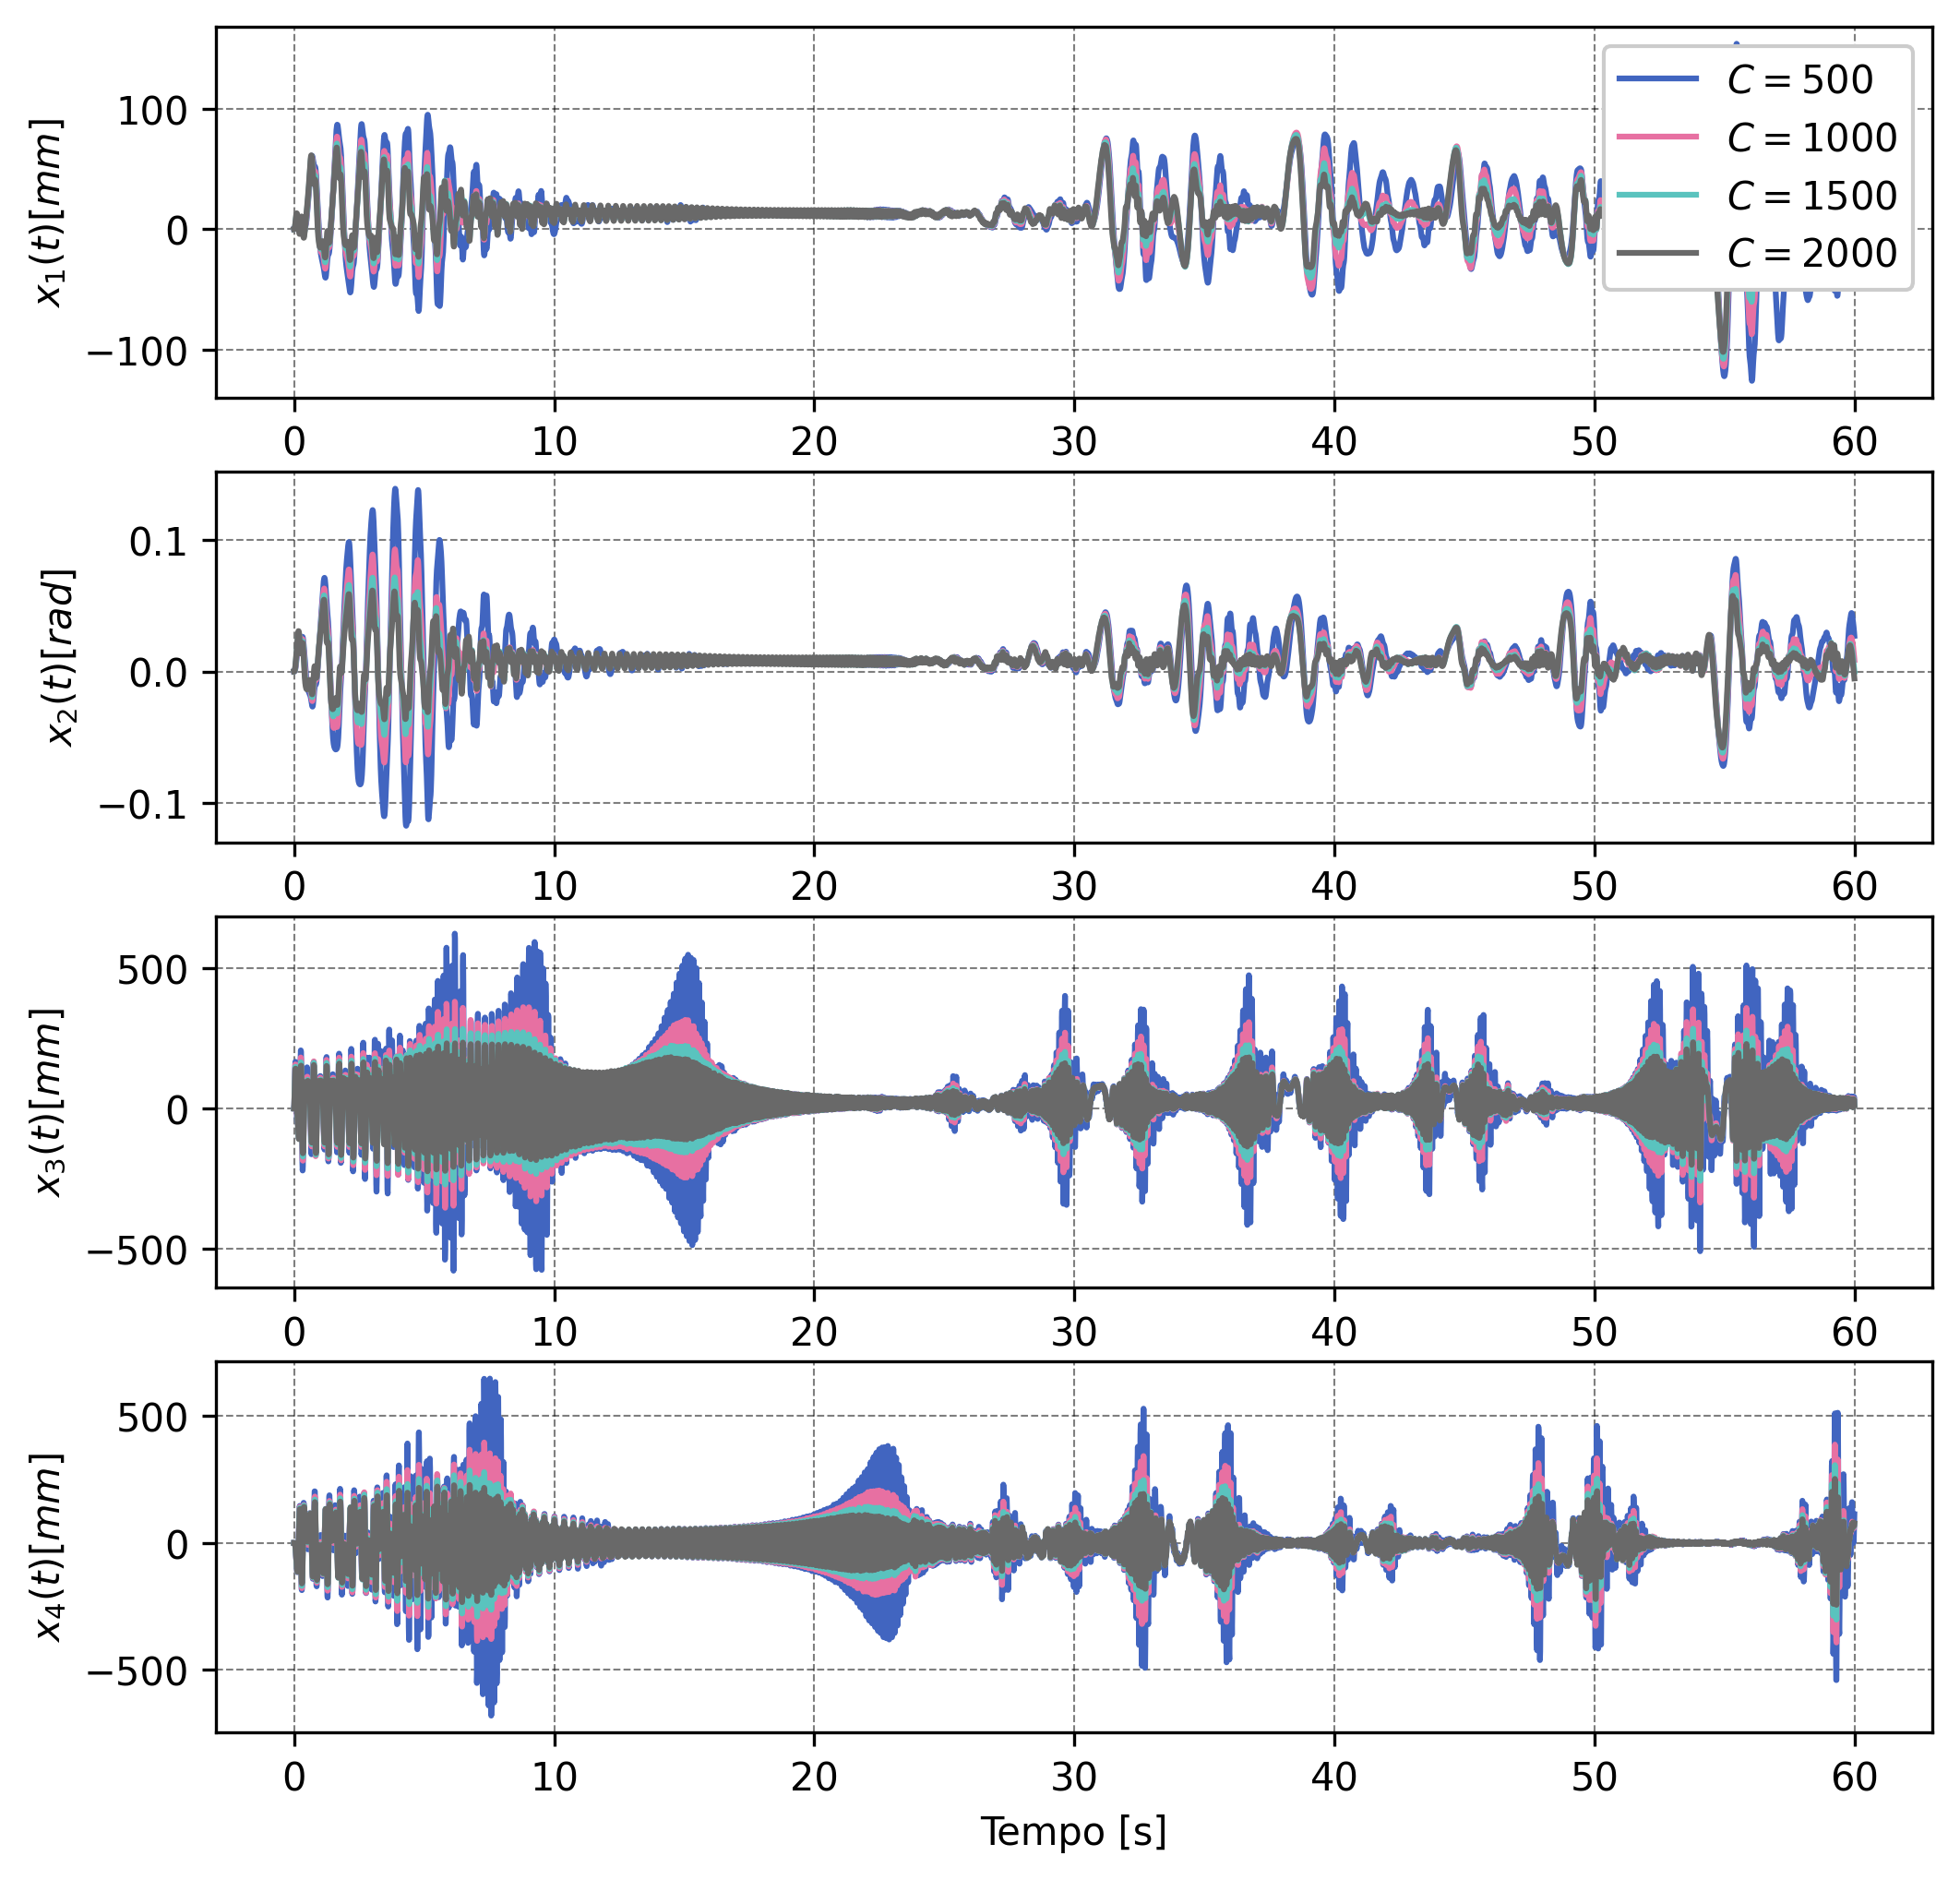 x₁(t)[mm]
100
0
−100
C = 500
C = 1000
C = 1500
C = 2000
0 10 20 30 40 50 60
x₂(t)[rad]
0.1
0.0
−0.1
0 10 20 30 40 50 60
x₃(t)[mm]
500
0
−500
0 10 20 30 40 50 60
x₄(t)[mm]
500
0
−500
0 10 20 30 40 50 60
Tempo [s]